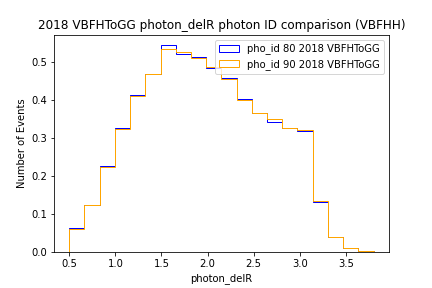 2018 VBFHToGG photon_delR photon ID comparison (VBFHH)
pho_id 80 2018 VBFHToGG
pho_id 90 2018 VBFHToGG
Number of Events
0.5
0.4
0.3
0.2
0.1
0.0
0.5 1.0 1.5 2.0 2.5 3.0 3.5
photon_delR